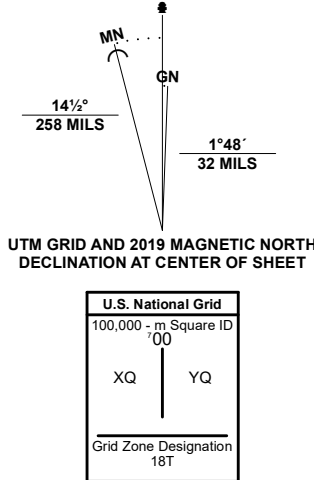 MN
GN
14½°
258 MILS
1°48´
32 MILS
UTM GRID AND 2019 MAGNETIC NORTH
DECLINATION AT CENTER OF SHEET
U.S. National Grid
100,000 - m Square ID
⁷00
XQ YQ
Grid Zone Designation
18T